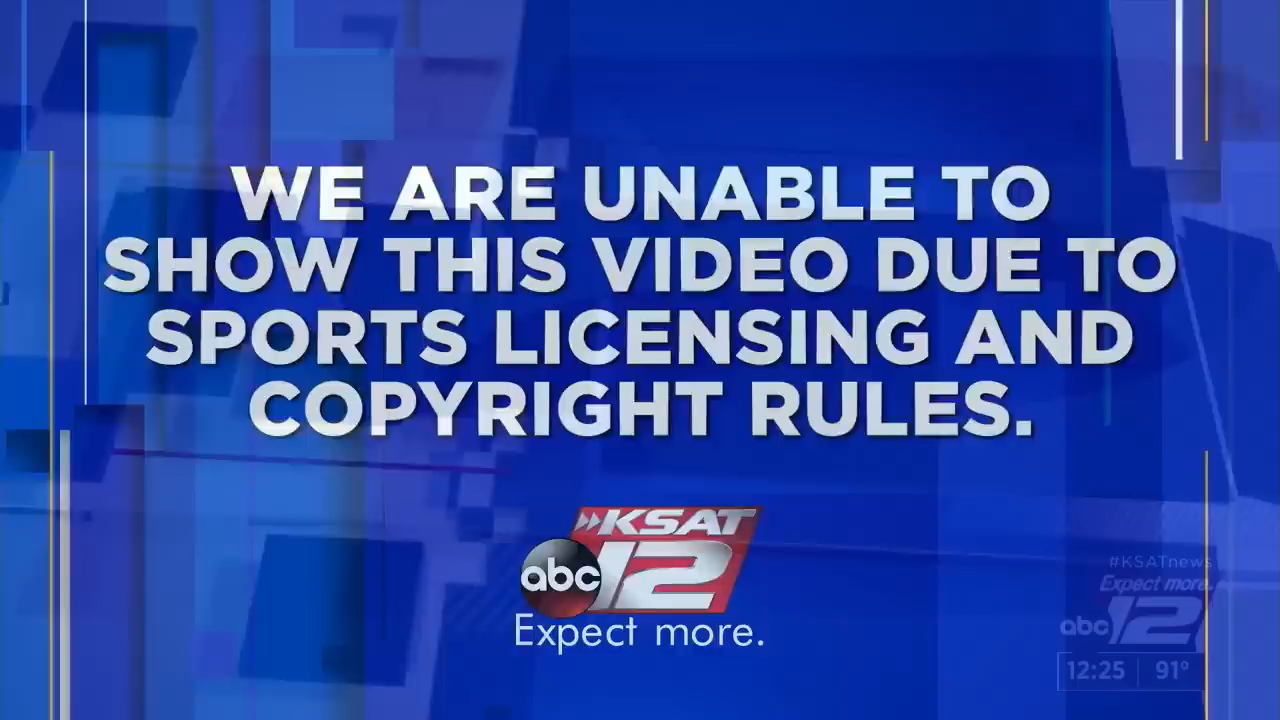 WE ARE UNABLE TO
SHOW THIS VIDEO DUE TO
SPORTS LICENSING AND
COPYRIGHT RULES.
KSAT
abc 12
Expect more.
#KSATnews
Expect more.
abc 12
12:25 91°